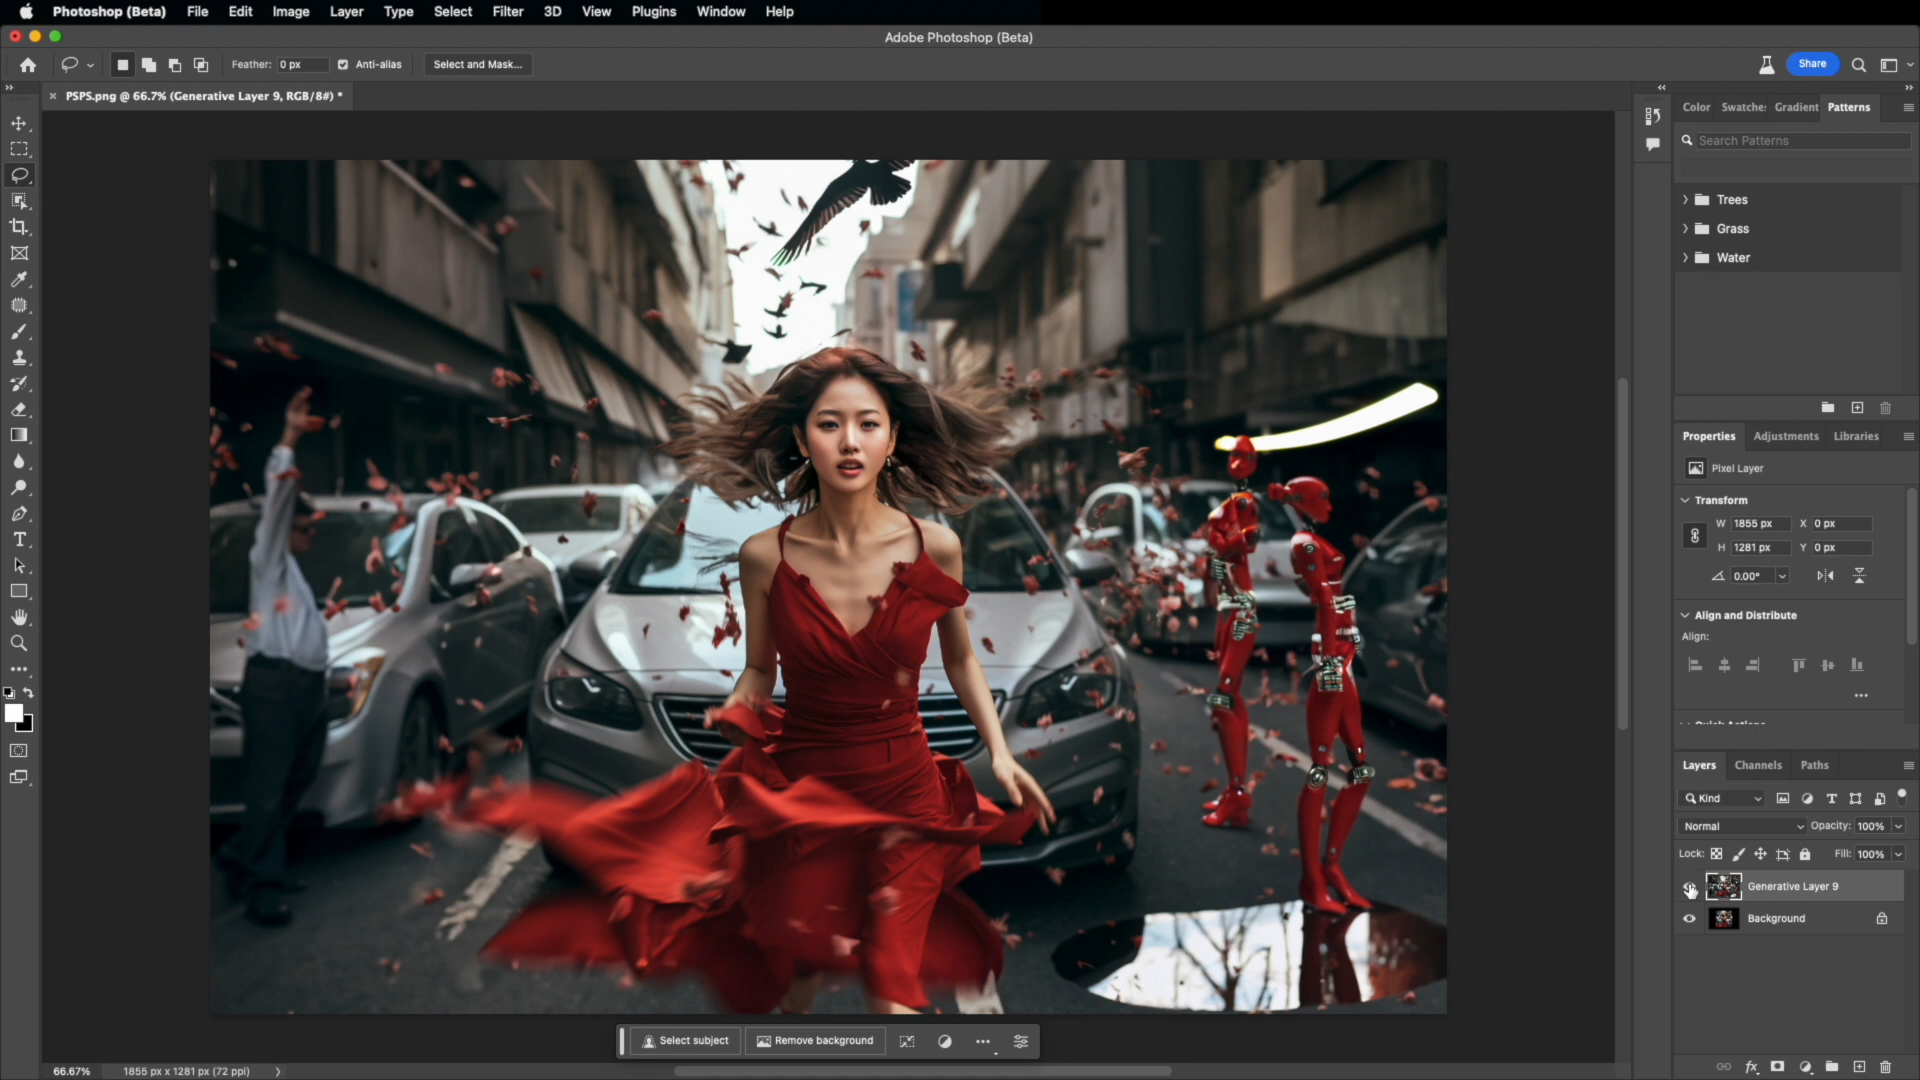 Photoshop (Beta) File Edit Image Layer Type Select Filter 3D View Plugins Window Help
Adobe Photoshop (Beta)
Feather: 0 px Anti-alias Select and Mask... Share
PSPS.png @ 66.7% (Generative Layer 9, RGB/8#) *
Color Swatches Gradient Patterns
Search Patterns
Trees
Grass
Water
Properties Adjustments Libraries
Pixel Layer
Transform
W 1855 px X 0 px
H 1281 px Y 0 px
0.00°
Align and Distribute
Align:
Quick Actions
Layers Channels Paths
Kind
Normal Opacity: 100%
Lock: Fill: 100%
Generative Layer 9
Background
Select subject Remove background
66.67% 1855 px x 1281 px (72 ppi)